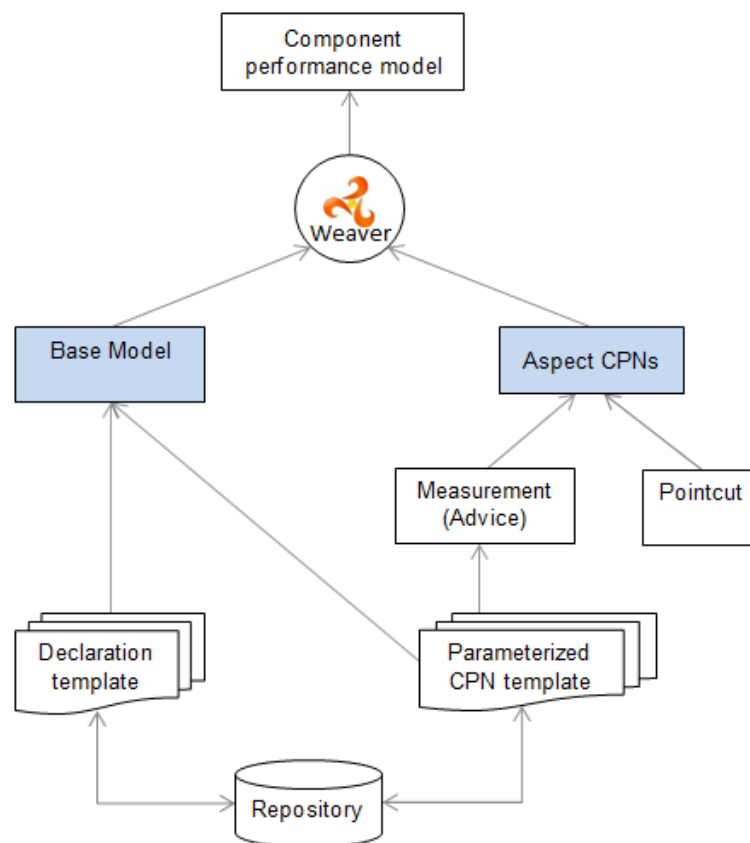 Component
performance model
Weaver
Base Model
Aspect CPNs
Measurement
(Advice)
Pointcut
Declaration
template
Parameterized
CPN template
Repository